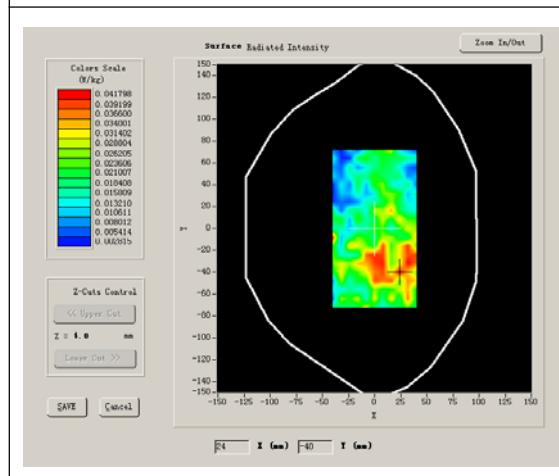 Surface Radiated Intensity
Zoom In/Out
Colors Scale
(W/kg)
0.041798
0.039199
0.036600
0.034001
0.031402
0.028804
0.026205
0.023606
0.021007
0.018408
0.015809
0.013210
0.010611
0.008012
0.005414
0.002815
Z-Cuts Control
<< Upper Cut
Z = 4.0 mm
Lower Cut >>
SAVE
Cancel
150
140
120
100
80
60
40
20
0
-20
-40
-60
-80
-100
-120
-140
-150
Y
-150 -125 -100 -75 -50 -25 0 25 50 75 100 125 150
X
24 X (mm) -40 Y (mm)